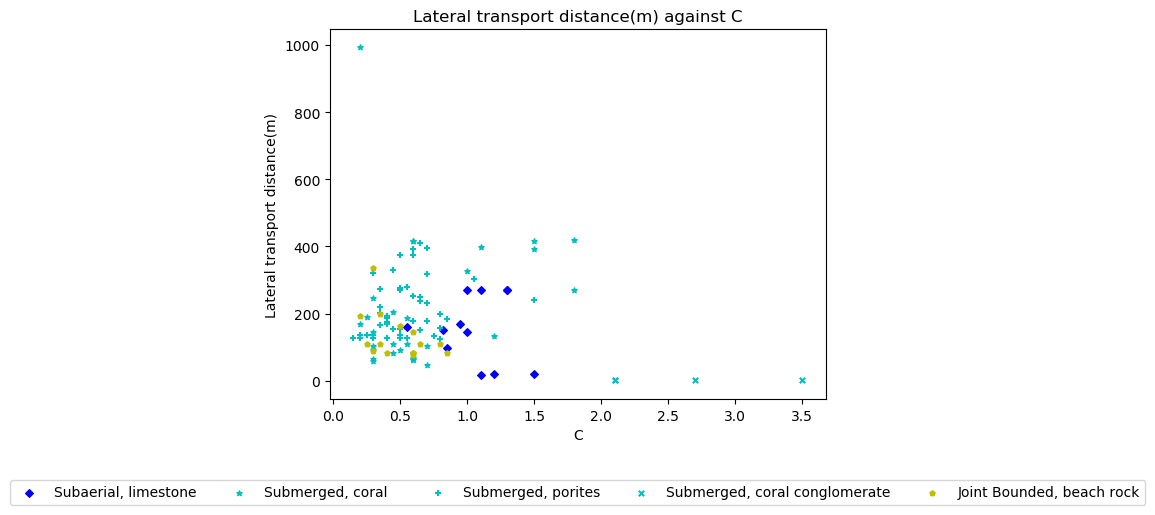 Lateral transport distance(m) against C
Lateral transport distance(m)
1000
800
600
400
200
0
0.0 0.5 1.0 1.5 2.0 2.5 3.0 3.5
C
Subaerial, limestone Submerged, coral Submerged, porites Submerged, coral conglomerate Joint Bounded, beach rock